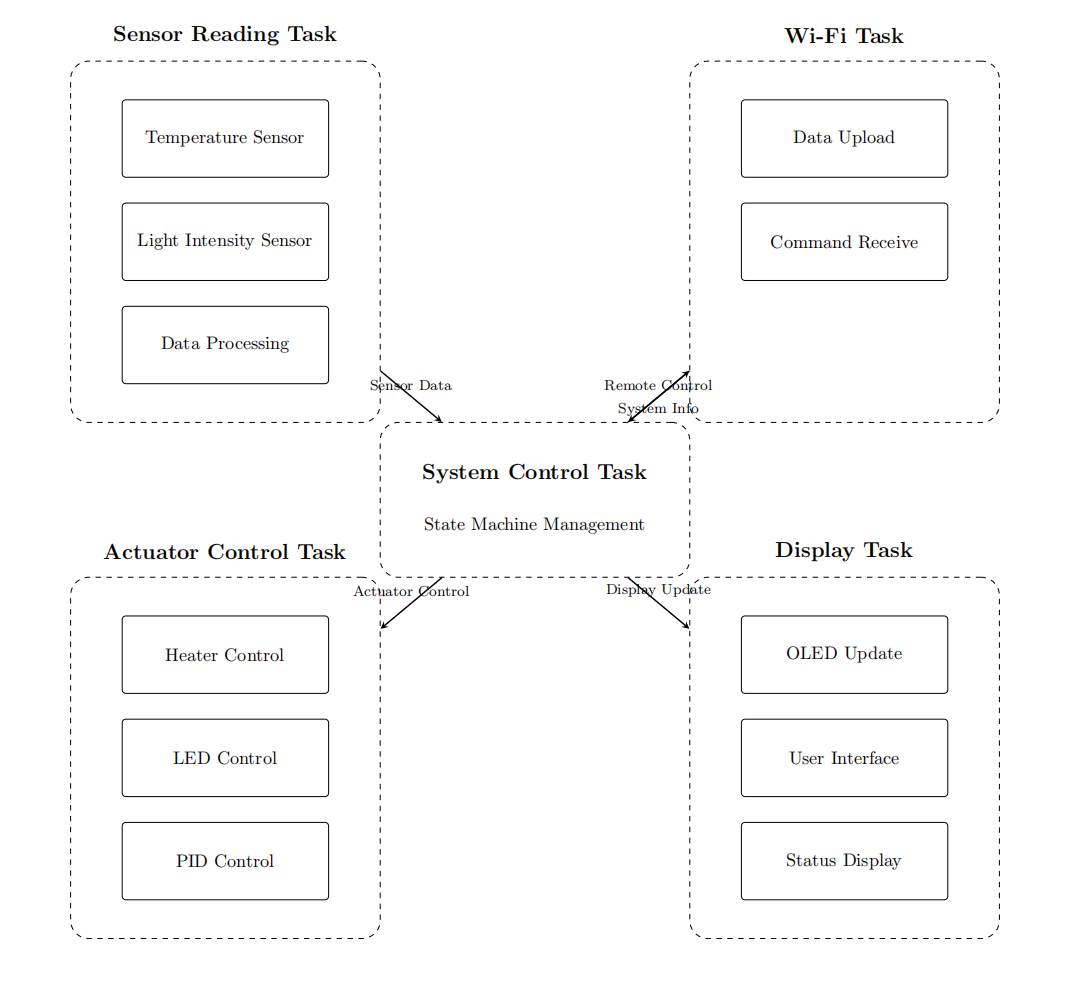 Sensor Reading Task
Temperature Sensor
Light Intensity Sensor
Data Processing
Wi-Fi Task
Data Upload
Command Receive
Sensor Data
Remote Control
System Info
System Control Task
State Machine Management
Actuator Control
Display Update
Actuator Control Task
Heater Control
LED Control
PID Control
Display Task
OLED Update
User Interface
Status Display